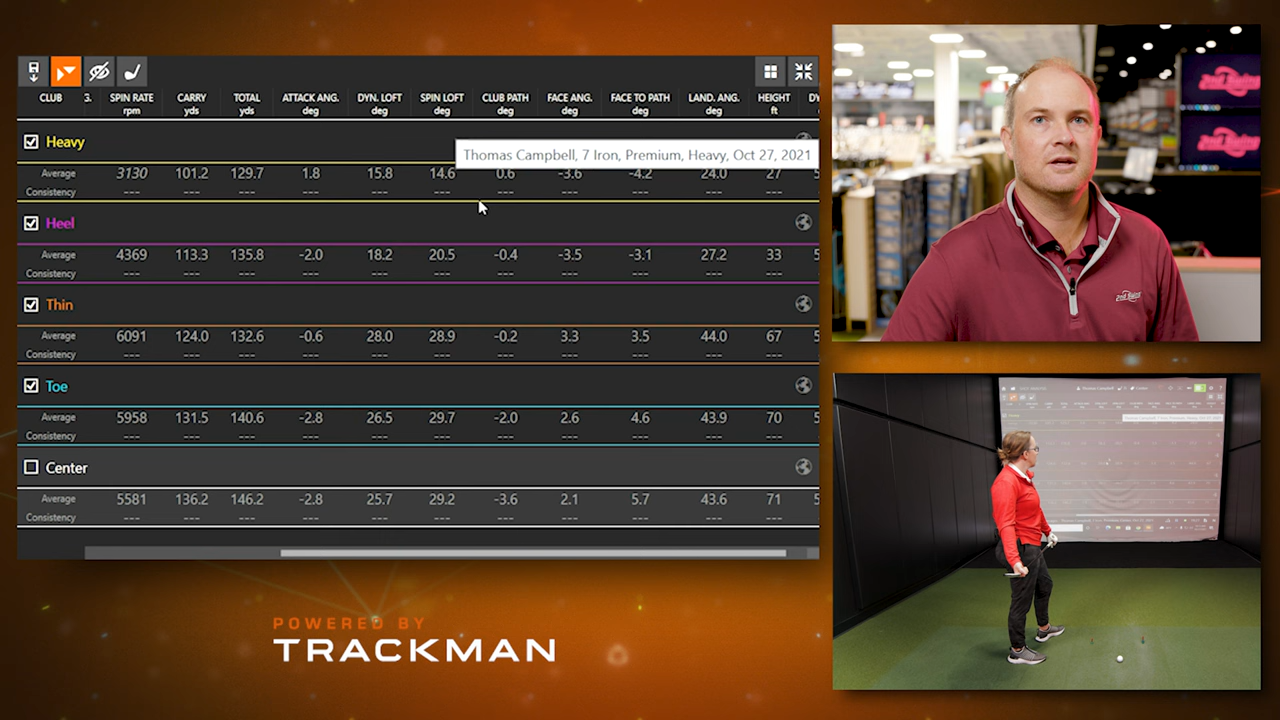 CLUB 3. SPIN RATE CARRY TOTAL ATTACK ANG. DYN. LOFT SPIN LOFT CLUB PATH FACE ANG. FACE TO PATH LAND. ANG. HEIGHT
rpm yds yds deg deg deg deg deg deg deg ft
Heavy
Thomas Campbell, 7 Iron, Premium, Heavy, Oct 27, 2021
Average 3130 101.2 129.7 1.8 15.8 14.6 0.6 -3.6 -4.2 24.0 27
Consistency --- --- --- --- --- --- --- --- --- --- ---
Heel
Average 4369 113.3 135.8 -2.0 18.2 20.5 -0.4 -3.5 -3.1 27.2 33
Consistency --- --- --- --- --- --- --- --- --- --- ---
Thin
Average 6091 124.0 132.6 -0.6 28.0 28.9 -0.2 3.3 3.5 44.0 67
Consistency --- --- --- --- --- --- --- --- --- --- ---
Toe
Average 5958 131.5 140.6 -2.8 26.5 29.7 -2.0 2.6 4.6 43.9 70
Consistency --- --- --- --- --- --- --- --- --- --- ---
Center
Average 5581 136.2 146.2 -2.8 25.7 29.2 -3.6 2.1 5.7 43.6 71
Consistency --- --- --- --- --- --- --- --- --- --- ---
POWERED BY
TRACKMAN
2nd Swing
2nd Swing
2nd Swing